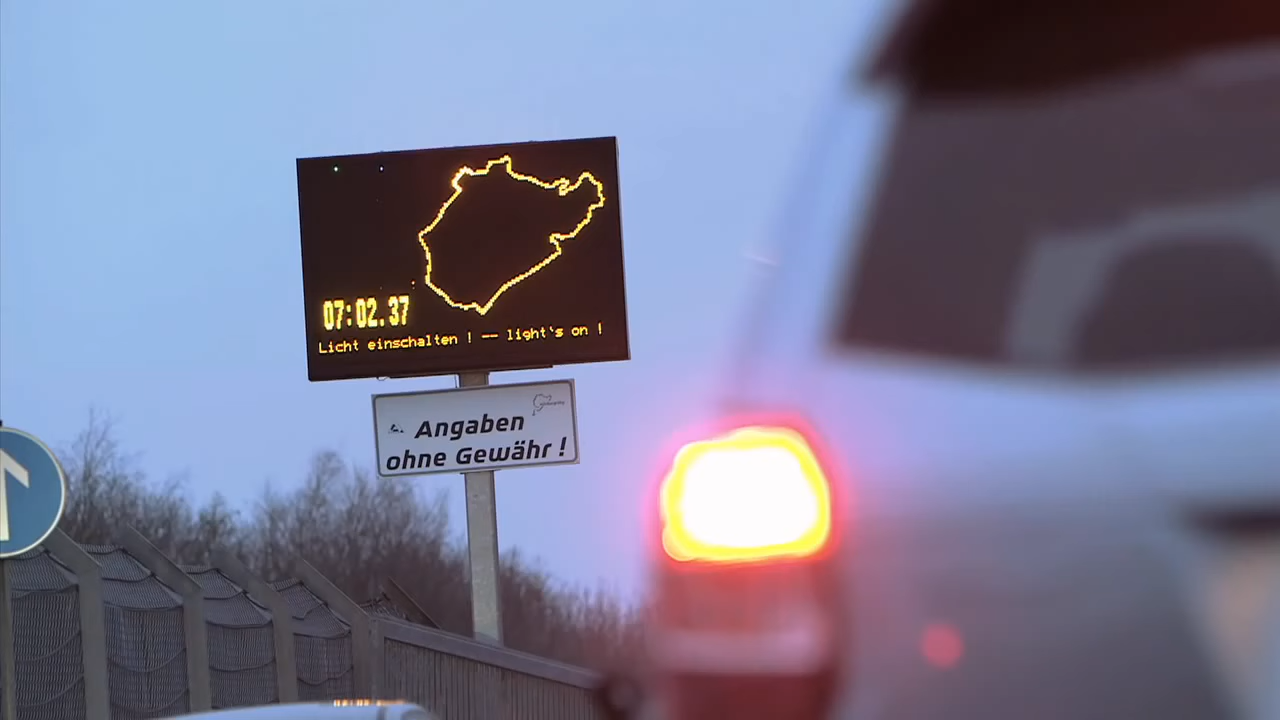 07:02.37
Licht einschalten ! -- light's on !
Angaben
ohne Gewähr !